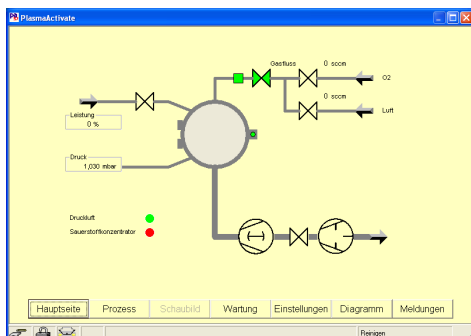 PlasmaActivate
Gasfluss
0 sccm
O2
0 sccm
Luft
Leistung
0 %
Druck
1,030 mbar
Druckluft
Sauerstoffkonzentrator
Hauptseite Prozess Schaubild Wartung Einstellungen Diagramm Meldungen
Reinigen